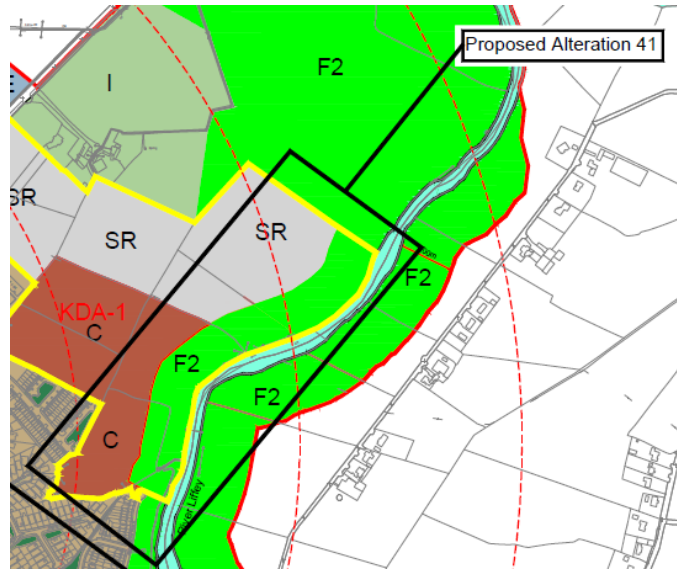 Proposed Alteration 41
F2
I
SR
SR
SR
F2
KDA-1
C
F2
F2
C
River Liffey